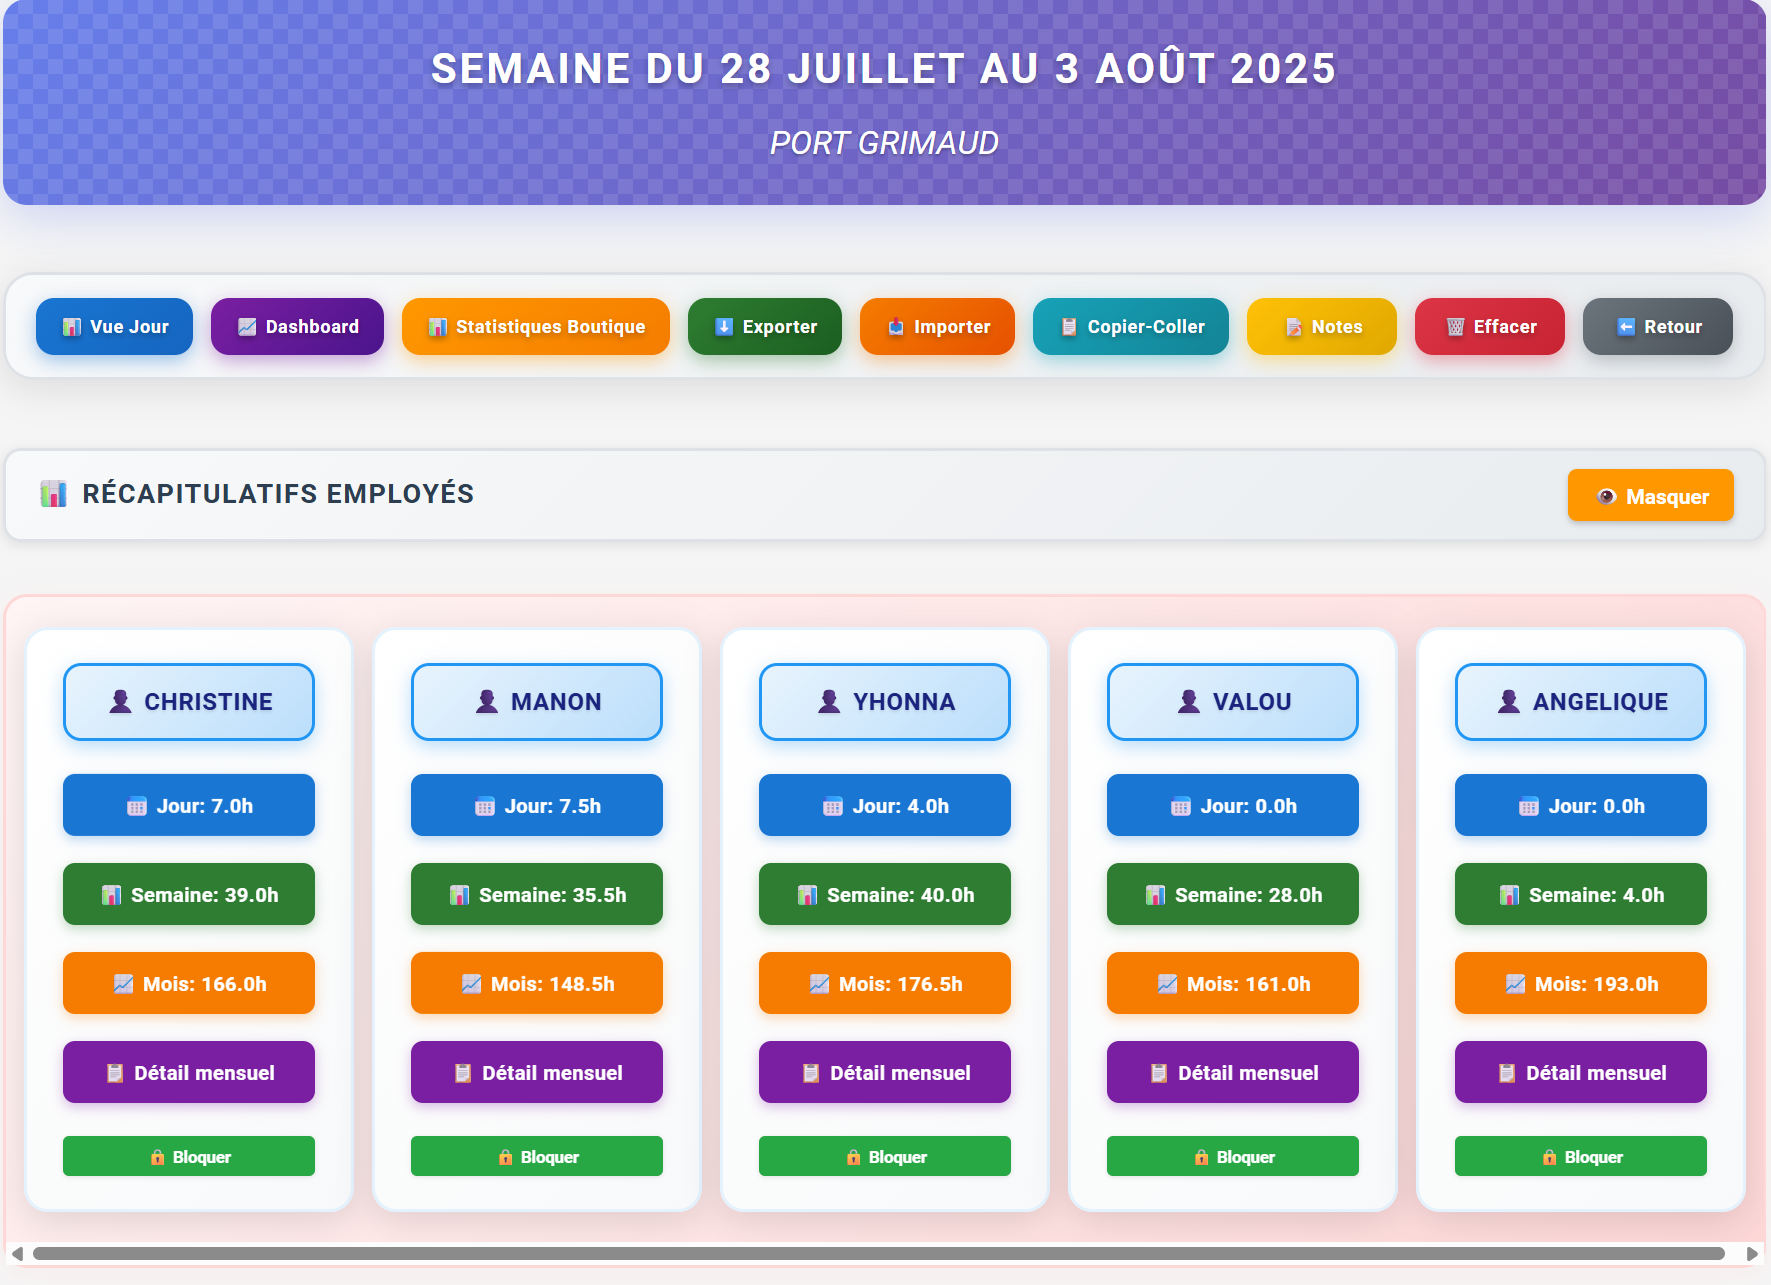 SEMAINE DU 28 JUILLET AU 3 AOÛT 2025
PORT GRIMAUD
Vue Jour
Dashboard
Statistiques Boutique
Exporter
Importer
Copier-Coller
Notes
Effacer
Retour
RÉCAPITULATIFS EMPLOYÉS
Masquer
CHRISTINE
Jour: 7.0h
Semaine: 39.0h
Mois: 166.0h
Détail mensuel
Bloquer
MANON
Jour: 7.5h
Semaine: 35.5h
Mois: 148.5h
Détail mensuel
Bloquer
YHONNA
Jour: 4.0h
Semaine: 40.0h
Mois: 176.5h
Détail mensuel
Bloquer
VALOU
Jour: 0.0h
Semaine: 28.0h
Mois: 161.0h
Détail mensuel
Bloquer
ANGELIQUE
Jour: 0.0h
Semaine: 4.0h
Mois: 193.0h
Détail mensuel
Bloquer